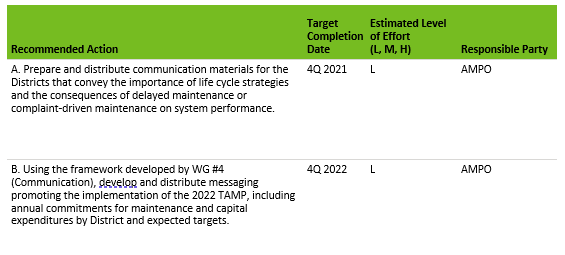 Recommended Action
Target
Completion
Date
Estimated Level
of Effort
(L, M, H)
Responsible Party
A. Prepare and distribute communication materials for the
Districts that convey the importance of life cycle strategies
and the consequences of delayed maintenance or
complaint-driven maintenance on system performance.
4Q 2021
L
AMPO
B. Using the framework developed by WG #4
(Communication), develop and distribute messaging
promoting the implementation of the 2022 TAMP, including
annual commitments for maintenance and capital
expenditures by District and expected targets.
4Q 2022
L
AMPO